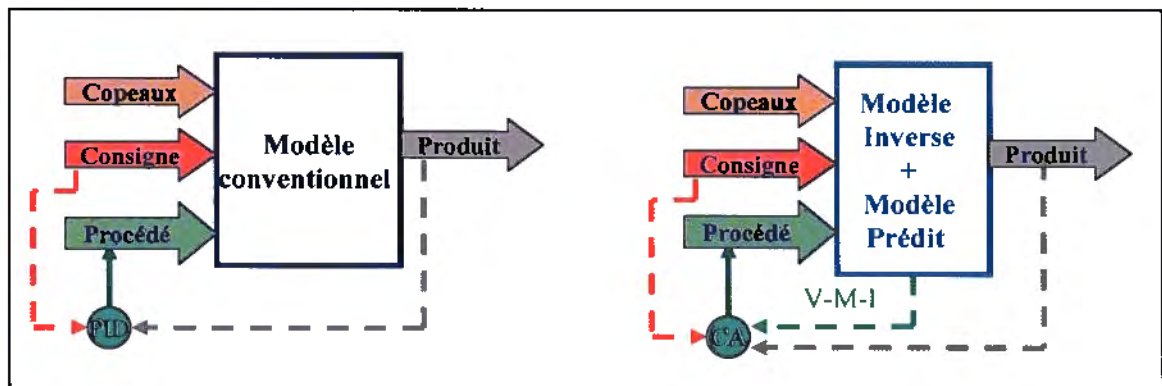 Copeaux
Consigne
Procédé
PID
Modèle
conventionnel
Produit
Copeaux
Consigne
Procédé
CA
Modèle
Inverse
+
Modèle
Prédit
Produit
V-M-I